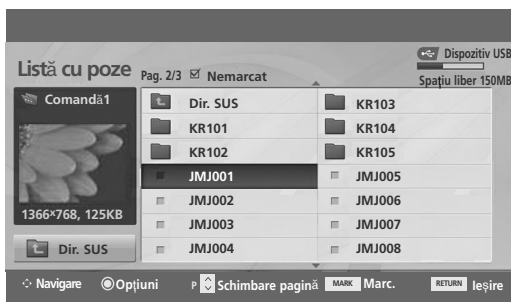 Dispozitiv USB
Listă cu poze
Pag. 2/3 Nemarcat
Spaţiu liber 150MB
Comandă1
1366×768, 125KB
Dir. SUS
Dir. SUS
KR101
KR102
JMJ001
JMJ002
JMJ003
JMJ004
KR103
KR104
KR105
JMJ005
JMJ006
JMJ007
JMJ008
Navigare Opţiuni P Schimbare pagină MARK Marc. RETURN Ieşire